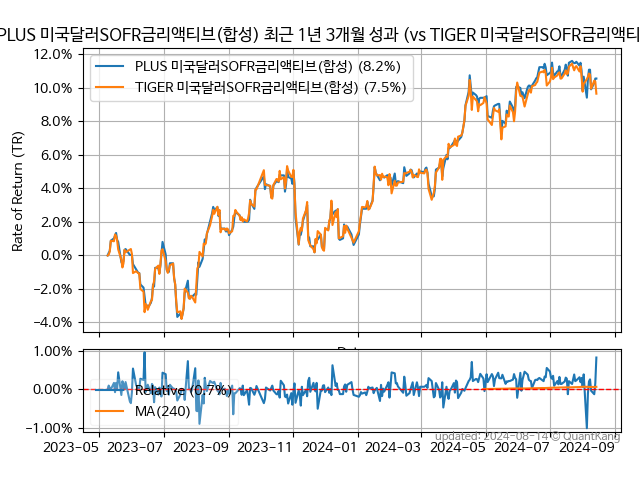 PLUS 미국달러SOFR금리액티브(합성) 최근 1년 3개월 성과 (vs TIGER 미국달러SOFR금리액티
12.0%
10.0%
8.0%
6.0%
4.0%
2.0%
0.0%
−2.0%
−4.0%
Rate of Return (TR)
PLUS 미국달러SOFR금리액티브(합성) (8.2%)
TIGER 미국달러SOFR금리액티브(합성) (7.5%)
1.00%
0.00%
−1.00%
Relative (0.7%)
MA(240)
2023-05 2023-07 2023-09 2023-11 2024-01 2024-03 2024-05 2024-07 2024-09
updated: 2024-08-14 © QuantKang